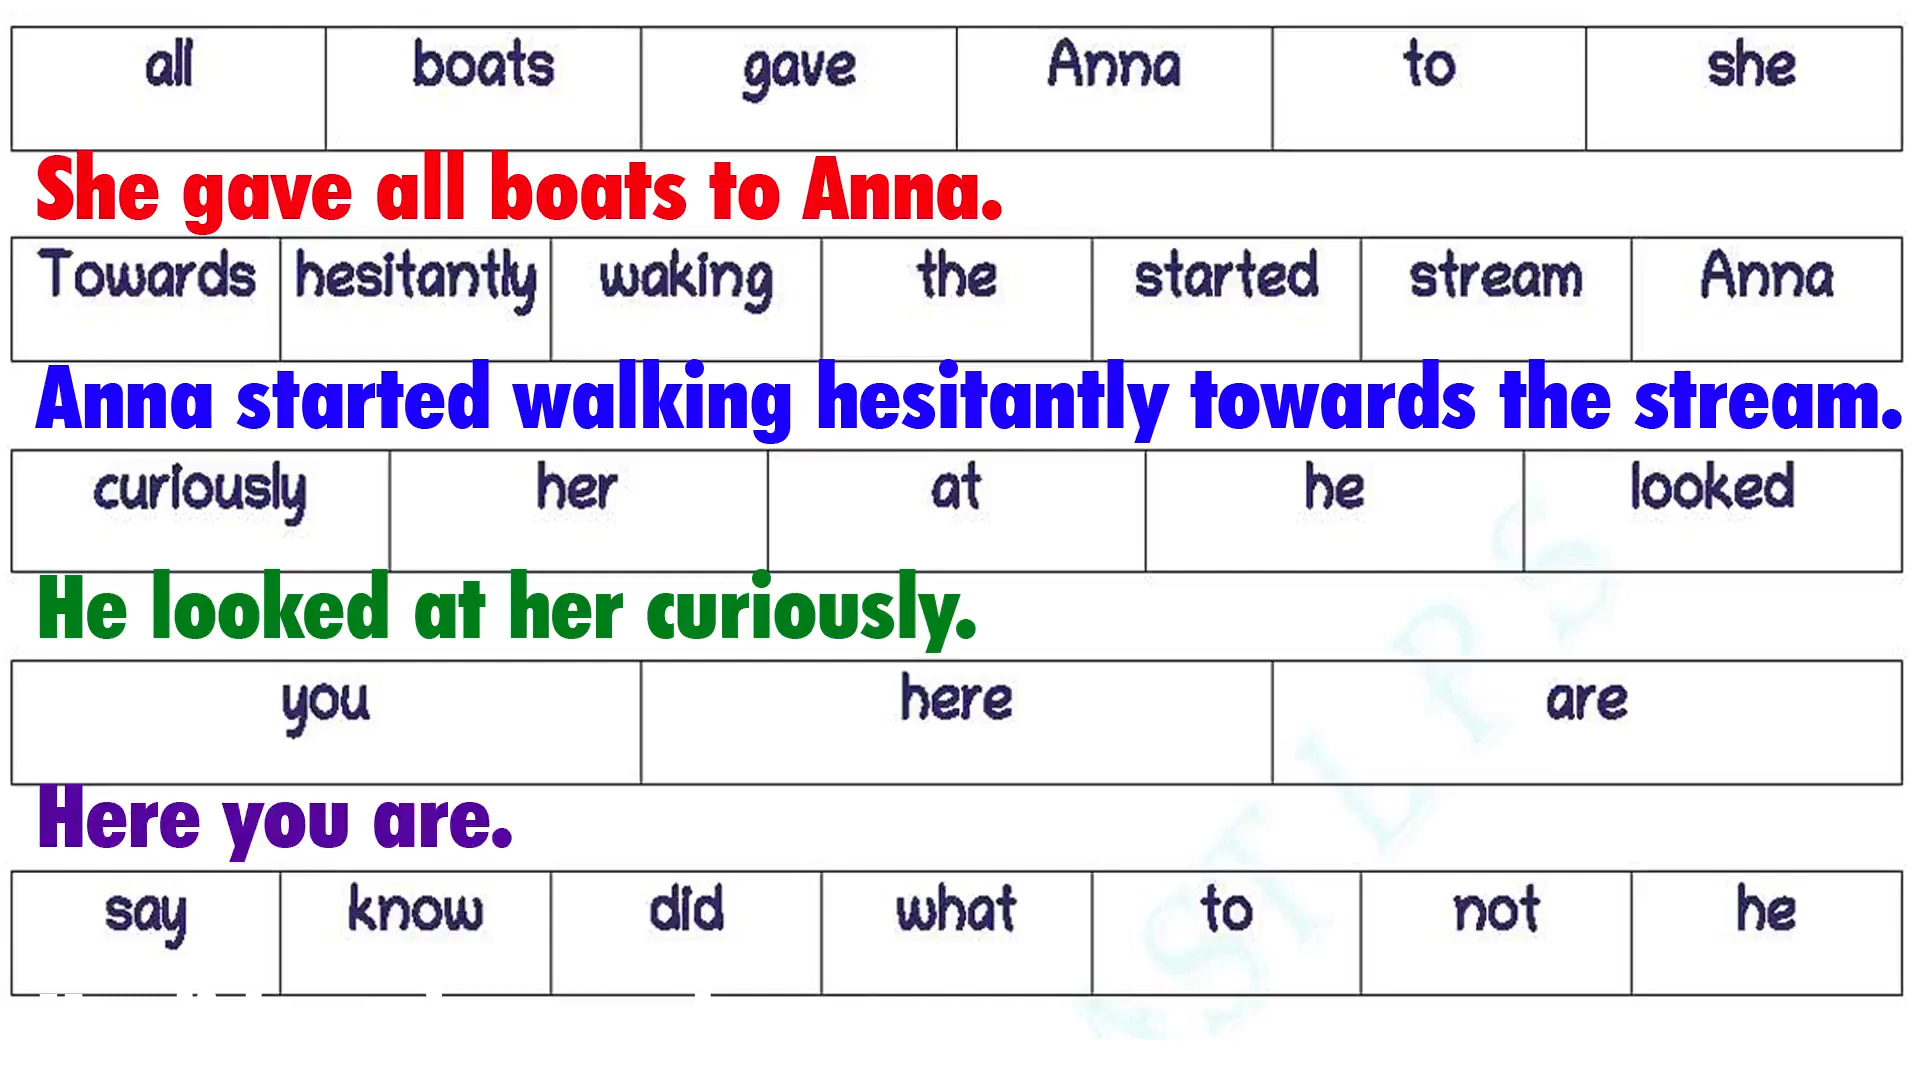 all boats gave Anna to she
She gave all boats to Anna.
Towards hesitantly waking the started stream Anna
Anna started walking hesitantly towards the stream.
curiously her at he looked
He looked at her curiously.
you here are
Here you are.
say know did what to not he
STLPS